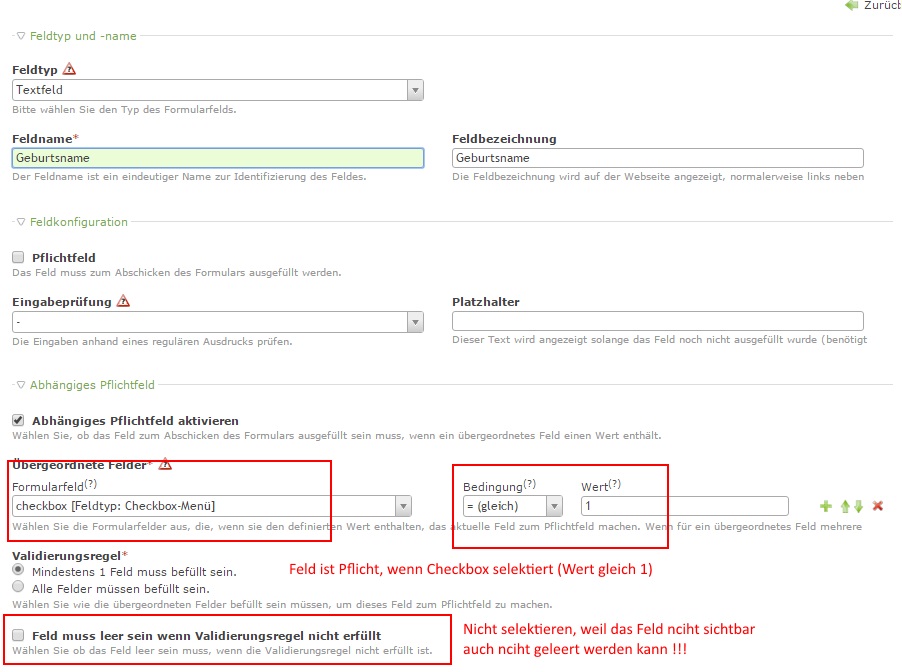 Zurück
Feldtyp und -name
Feldtyp
Textfeld
Bitte wählen Sie den Typ des Formularfelds.
Feldname* Feldbezeichnung
Geburtsname Geburtsname
Der Feldname ist ein eindeutiger Name zur Identifizierung des Feldes. Die Feldbezeichnung wird auf der Webseite angezeigt, normalerweise links neben
Feldkonfiguration
Pflichtfeld
Das Feld muss zum Abschicken des Formulars ausgefüllt werden.
Eingabeprüfung Platzhalter
-
Die Eingaben anhand eines regulären Ausdrucks prüfen. Dieser Text wird angezeigt solange das Feld noch nicht ausgefüllt wurde (benötigt
Abhängiges Pflichtfeld
Abhängiges Pflichtfeld aktivieren
Wählen Sie, ob das Feld zum Abschicken des Formulars ausgefüllt sein muss, wenn ein übergeordnetes Feld einen Wert enthält.
Übergeordnete Felder*
Formularfeld(?) Bedingung(?) Wert(?)
checkbox [Feldtyp: Checkbox-Menü] = (gleich) 1
Wählen Sie die Formularfelder aus, die, wenn sie den definierten Wert enthalten, das aktuelle Feld zum Pflichtfeld machen. Wenn für ein übergeordnetes Feld mehrere
Validierungsregel*
Mindestens 1 Feld muss befüllt sein. Feld ist Pflicht, wenn Checkbox selektiert (Wert gleich 1)
Alle Felder müssen befüllt sein.
Wählen Sie wie die übergeordneten Felder befüllt sein müssen, um dieses Feld zum Pflichtfeld zu machen.
Feld muss leer sein wenn Validierungsregel nicht erfüllt Nicht selektieren, weil das Feld nciht sichtbar
Wählen Sie ob das Feld leer sein muss, wenn die Validierungsregel nicht erfüllt ist. auch nciht geleert werden kann !!!